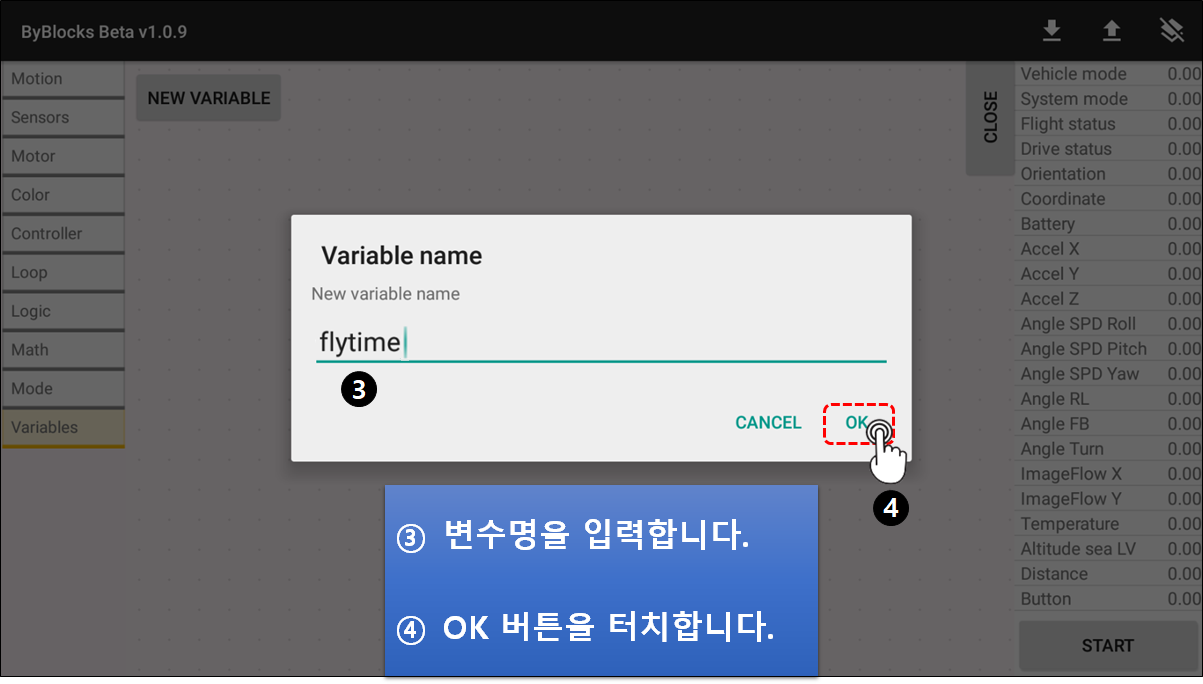 ByBlocks Beta v1.0.9
Motion
Sensors
Motor
Color
Controller
Loop
Logic
Math
Mode
Variables
NEW VARIABLE
CLOSE
Vehicle mode 0.00
System mode 0.00
Flight status 0.00
Drive status 0.00
Orientation 0.00
Coordinate 0.00
Battery 0.00
Accel X 0.00
Accel Y 0.00
Accel Z 0.00
Angle SPD Roll 0.00
Angle SPD Pitch 0.00
Angle SPD Yaw 0.00
Angle RL 0.00
Angle FB 0.00
Angle Turn 0.00
ImageFlow X 0.00
ImageFlow Y 0.00
Temperature 0.00
Altitude sea LV 0.00
Distance 0.00
Button 0.00
START
Variable name
New variable name
flytime
❸
CANCEL OK
❹
③ 변수명을 입력합니다.
④ OK 버튼을 터치합니다.